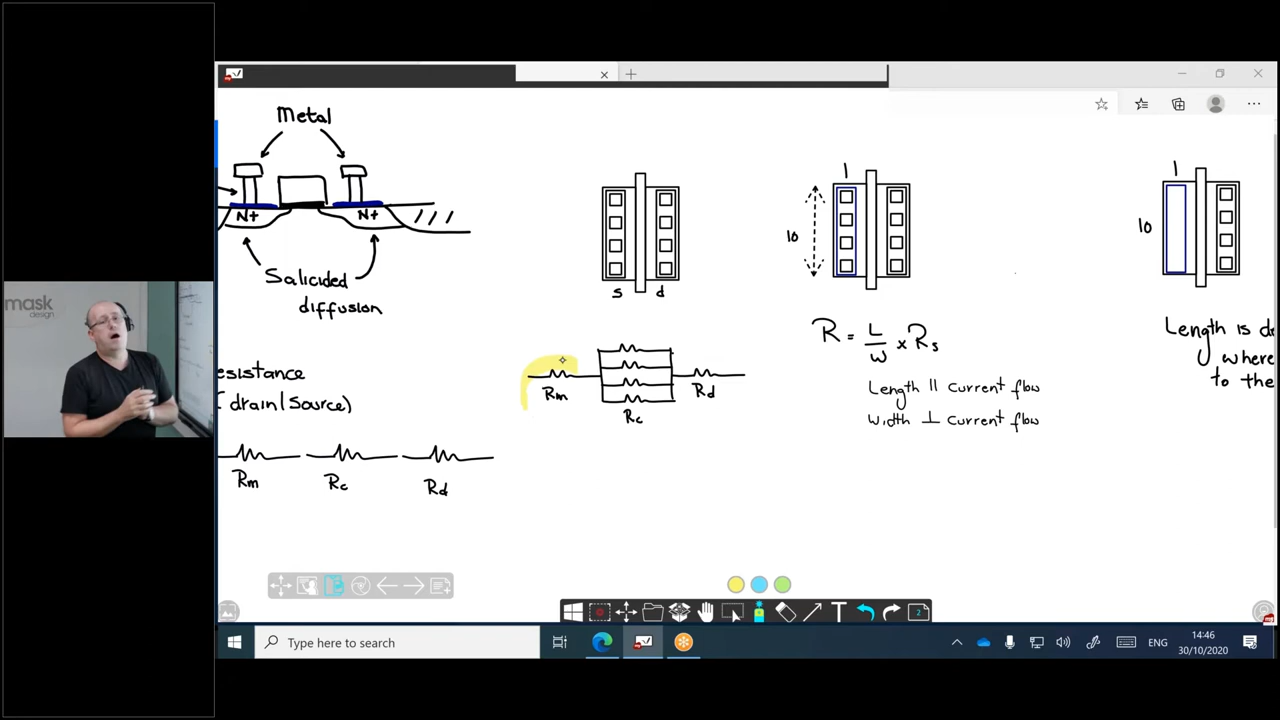 Metal
N+ N+
Salicided
diffusion
esistance
drain/Source)
Rm Rc Rd
s d
Rm Rc Rd
1
10
R = L/W x Rs
Length || Current flow
Width ⊥ Current flow
1
10
Length is d
where
to the
mask
design
T
2
Type here to search
ENG
14:46
30/10/2020